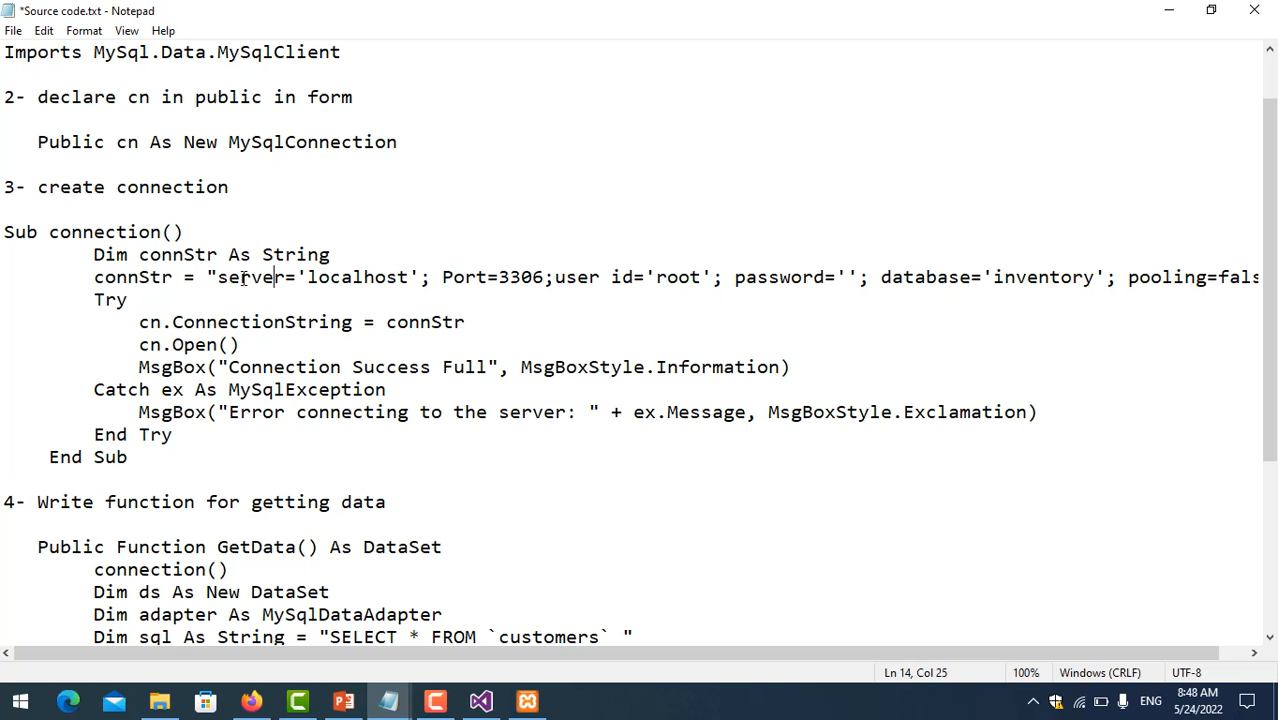 *Source code.txt - Notepad
File Edit Format View Help
Imports MySql.Data.MySqlClient
2- declare cn in public in form
Public cn As New MySqlConnection
3- create connection
Sub connection()
Dim connStr As String
connStr = "server='localhost'; Port=3306;user id='root'; password=''; database='inventory'; pooling=fals
Try
cn.ConnectionString = connStr
cn.Open()
MsgBox("Connection Success Full", MsgBoxStyle.Information)
Catch ex As MySqlException
MsgBox("Error connecting to the server: " + ex.Message, MsgBoxStyle.Exclamation)
End Try
End Sub
4- Write function for getting data
Public Function GetData() As DataSet
connection()
Dim ds As New DataSet
Dim adapter As MySqlDataAdapter
Dim sql As String = "SELECT * FROM `customers` "
Ln 14, Col 25 100% Windows (CRLF) UTF-8
ENG 8:48 AM
5/24/2022